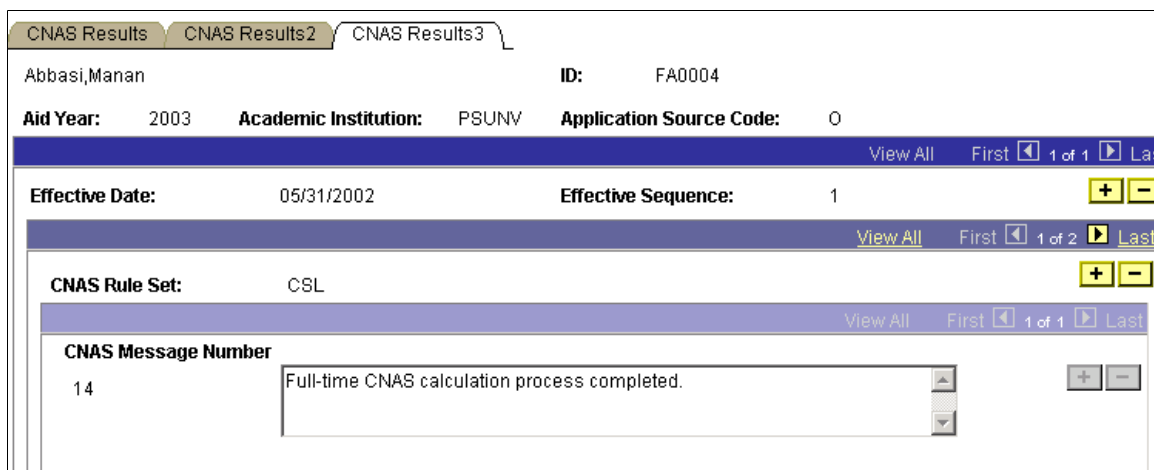 CNAS Results CNAS Results2 CNAS Results3
Abbasi,Manan ID: FA0004
Aid Year: 2003 Academic Institution: PSUNV Application Source Code: O
View All First 1 of 1 Las
Effective Date: 05/31/2002 Effective Sequence: 1 + −
View All First 1 of 2 Last
CNAS Rule Set: CSL + −
View All First 1 of 1 Last
CNAS Message Number
14 Full-time CNAS calculation process completed. + −